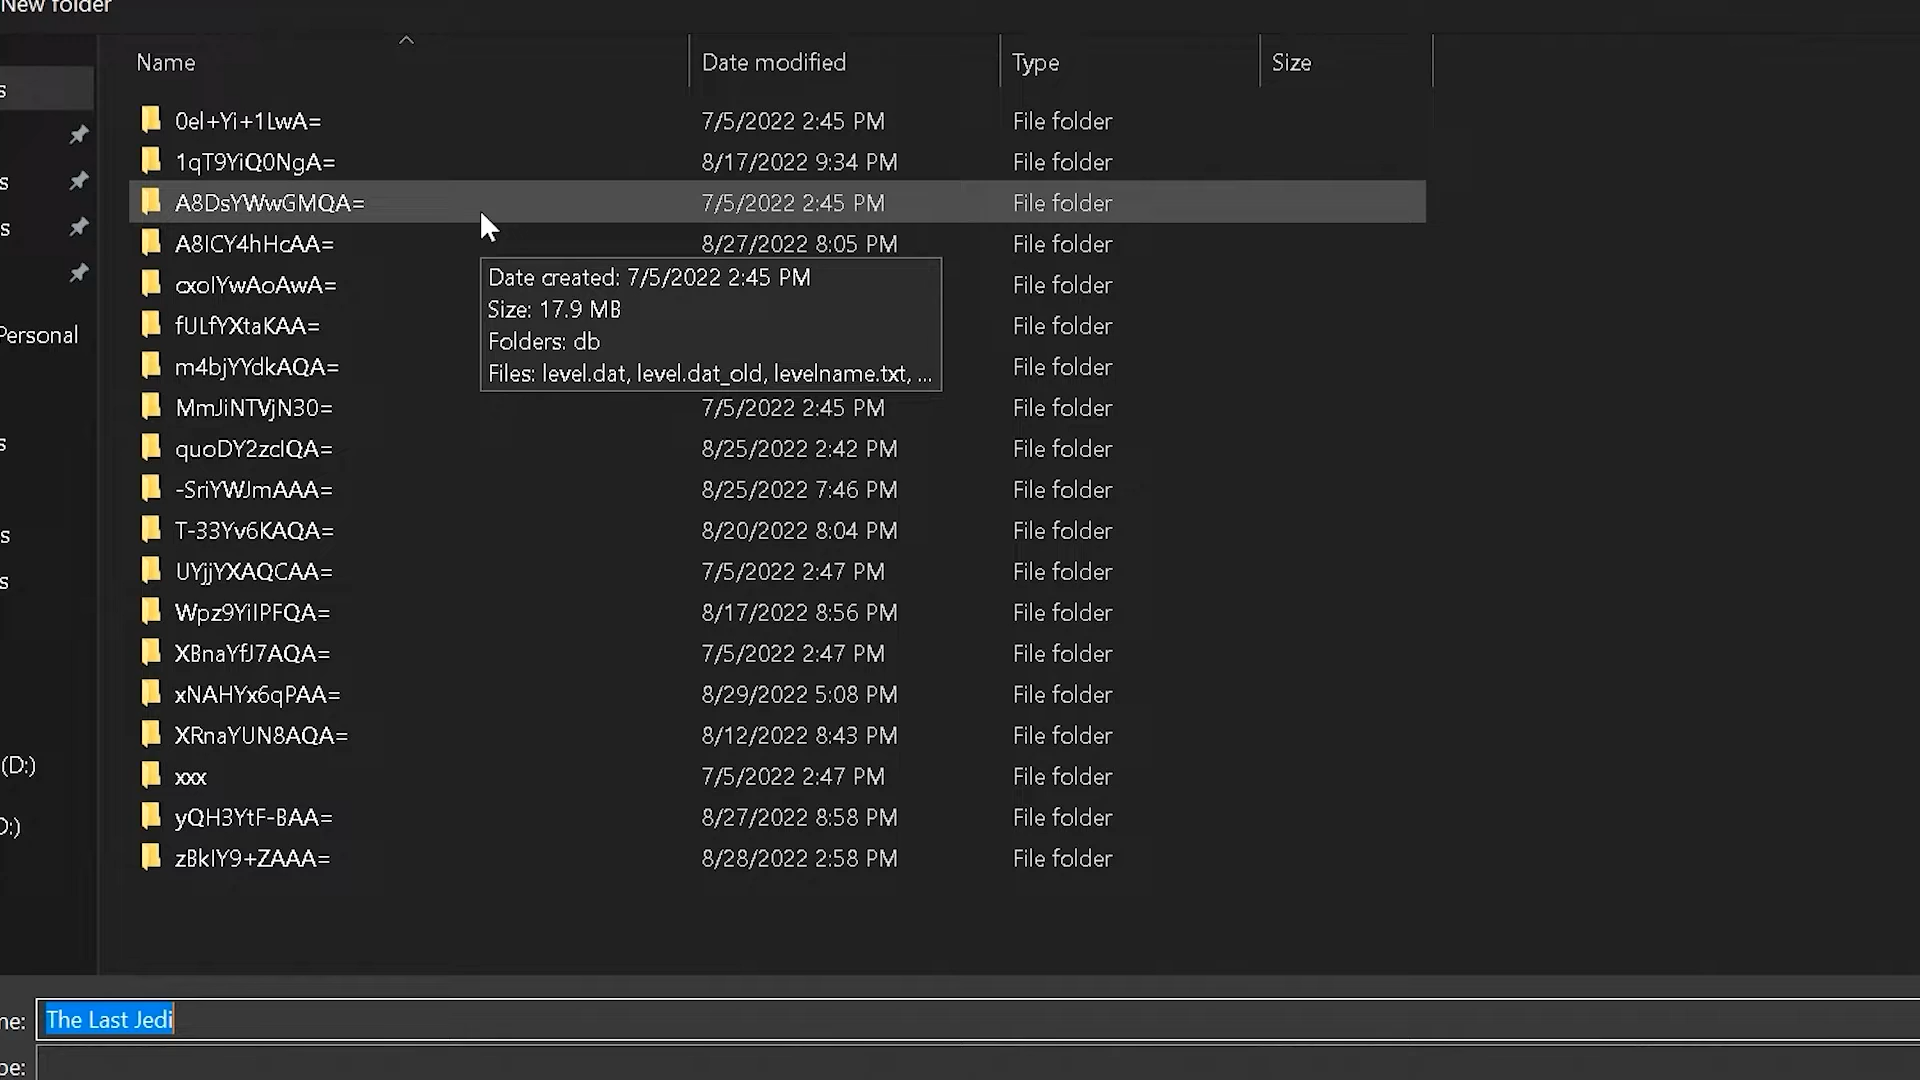 New folder
Name Date modified Type Size
s
0eI+Yi+1LwA= 7/5/2022 2:45 PM File folder
1qT9YiQ0NgA= 8/17/2022 9:34 PM File folder
s
A8DsYWwGMQA= 7/5/2022 2:45 PM File folder
s
A8ICY4hHcAA= 8/27/2022 8:05 PM File folder
cxoIYwAoAwA= File folder
fULfYXtaKAA= File folder
Personal
m4bjYYdkAQA= File folder
Date created: 7/5/2022 2:45 PM
Size: 17.9 MB
Folders: db
Files: level.dat, level.dat_old, levelname.txt, ...
MmJiNTVjN30= 7/5/2022 2:45 PM File folder
s
quoDY2zcIQA= 8/25/2022 2:42 PM File folder
-SriYWJmAAA= 8/25/2022 7:46 PM File folder
s
T-33Yv6KAQA= 8/20/2022 8:04 PM File folder
s
UYjjYXAQCAA= 7/5/2022 2:47 PM File folder
Wpz9YiIPFQA= 8/17/2022 8:56 PM File folder
XBnaYfJ7AQA= 7/5/2022 2:47 PM File folder
xNAHYx6qPAA= 8/29/2022 5:08 PM File folder
XRnaYUN8AQA= 8/12/2022 8:43 PM File folder
(D:)
xxx 7/5/2022 2:47 PM File folder
D:)
yQH3YtF-BAA= 8/27/2022 8:58 PM File folder
zBkIY9+ZAAA= 8/28/2022 2:58 PM File folder
me: The Last Jedi
pe: